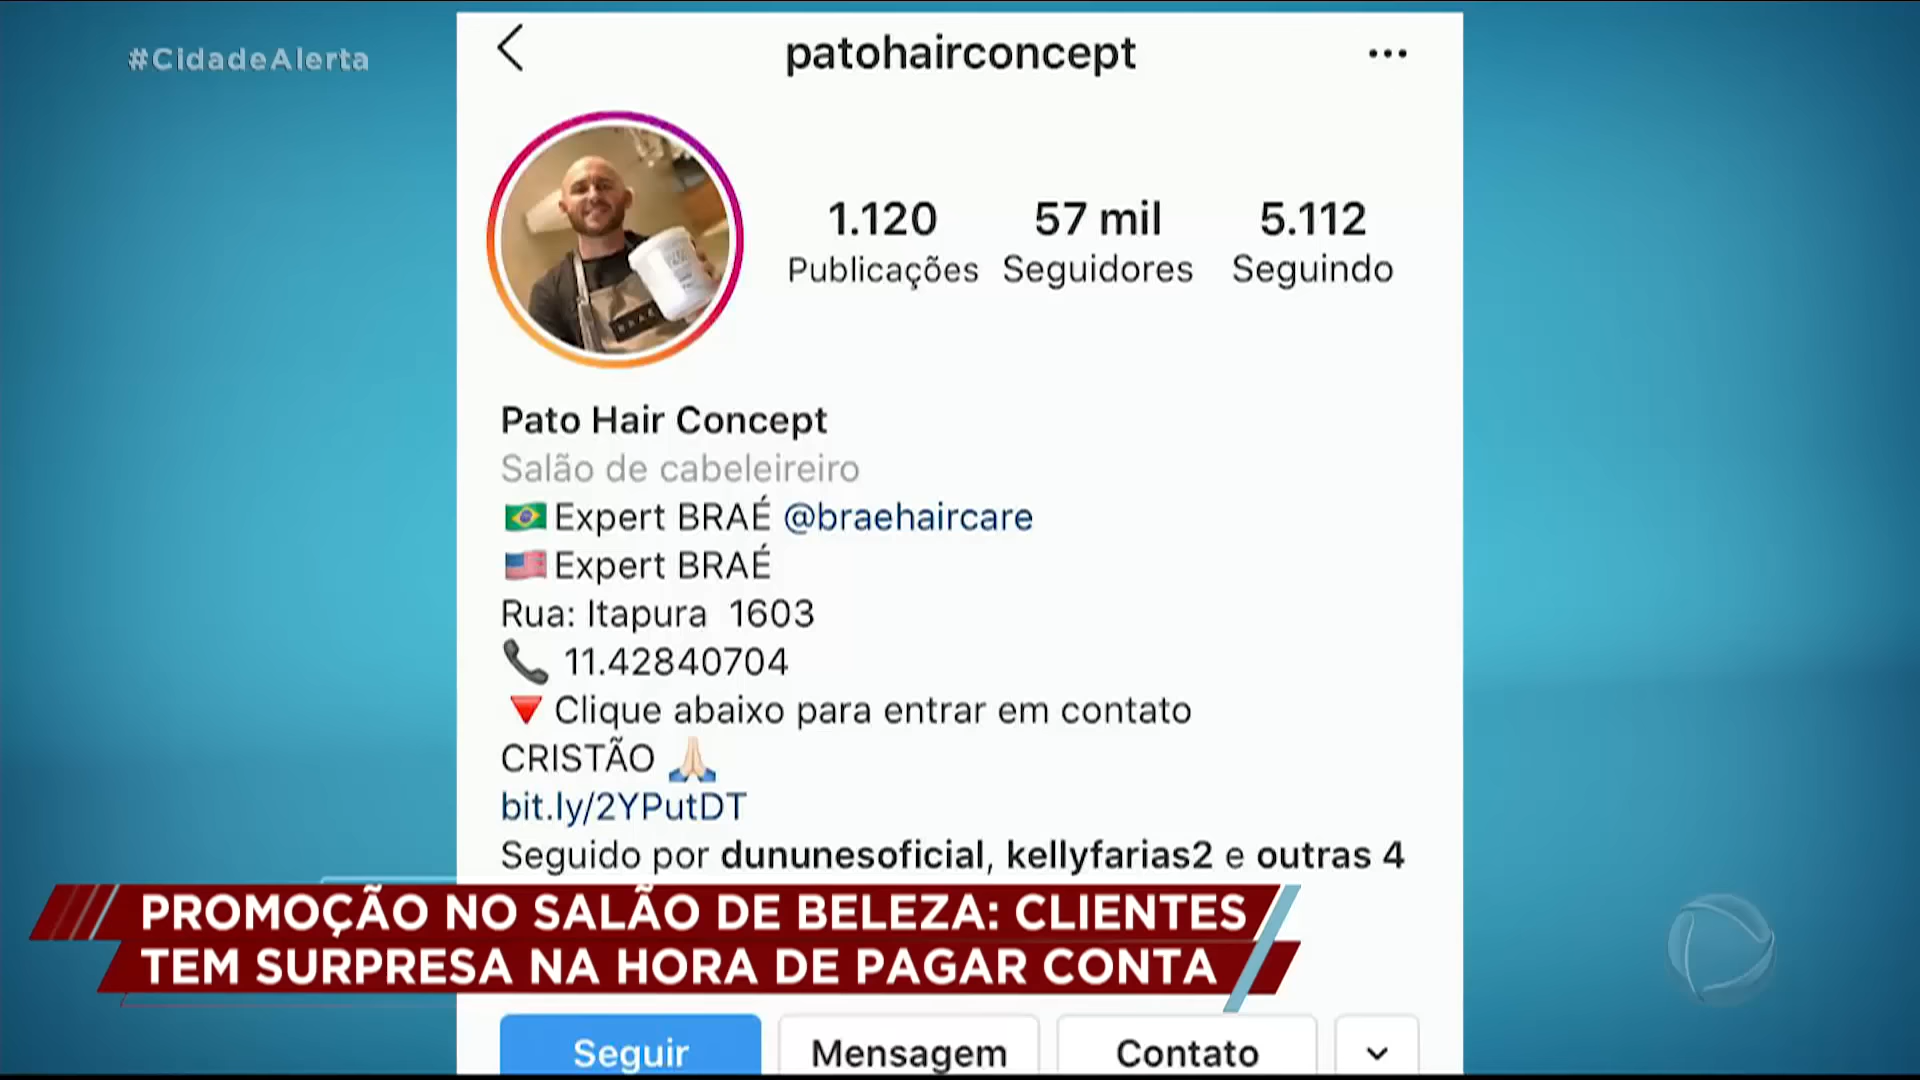 #CidadeAlerta
patohairconcept
1.120
57 mil
5.112
Publicações
Seguidores
Seguindo
BRAÉ
Pato Hair Concept
Salão de cabeleireiro
🇧🇷 Expert BRAÉ @braehaircare
🇺🇸 Expert BRAÉ
Rua: Itapura 1603
📞 11.42840704
🔻 Clique abaixo para entrar em contato
CRISTÃO 🙏🏻
bit.ly/2YPutDT
Seguido por dununesoficial, kellyfarias2 e outras 4
PROMOÇÃO NO SALÃO DE BELEZA: CLIENTES
TEM SURPRESA NA HORA DE PAGAR CONTA
Seguir
Mensagem
Contato